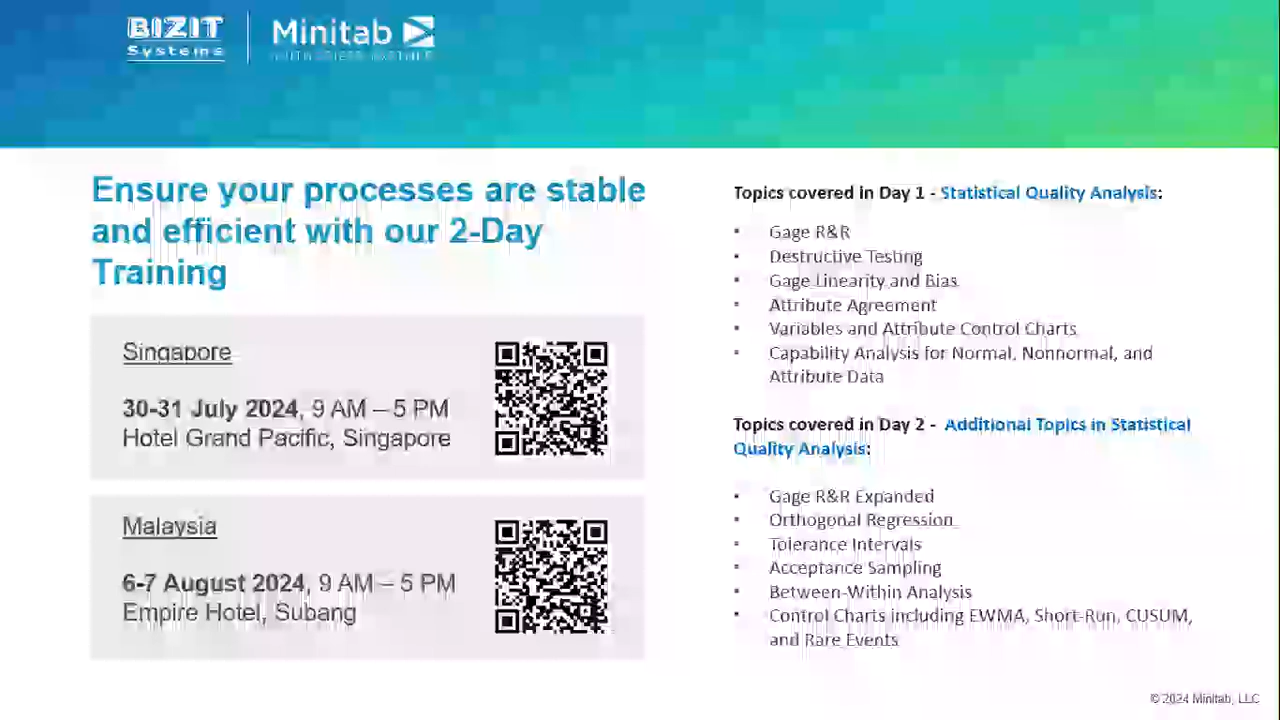 BIZIT
Systems
Minitab
AUTHORISED PARTNER
Ensure your processes are stable
and efficient with our 2-Day
Training
Singapore
30-31 July 2024, 9 AM – 5 PM
Hotel Grand Pacific, Singapore
Malaysia
6-7 August 2024, 9 AM – 5 PM
Empire Hotel, Subang
Topics covered in Day 1 - Statistical Quality Analysis:
• Gage R&R
• Destructive Testing
• Gage Linearity and Bias
• Attribute Agreement
• Variables and Attribute Control Charts
• Capability Analysis for Normal, Nonnormal, and
Attribute Data
Topics covered in Day 2 - Additional Topics in Statistical
Quality Analysis:
• Gage R&R Expanded
• Orthogonal Regression
• Tolerance Intervals
• Acceptance Sampling
• Between-Within Analysis
• Control Charts including EWMA, Short-Run, CUSUM,
and Rare Events
© 2024 Minitab, LLC